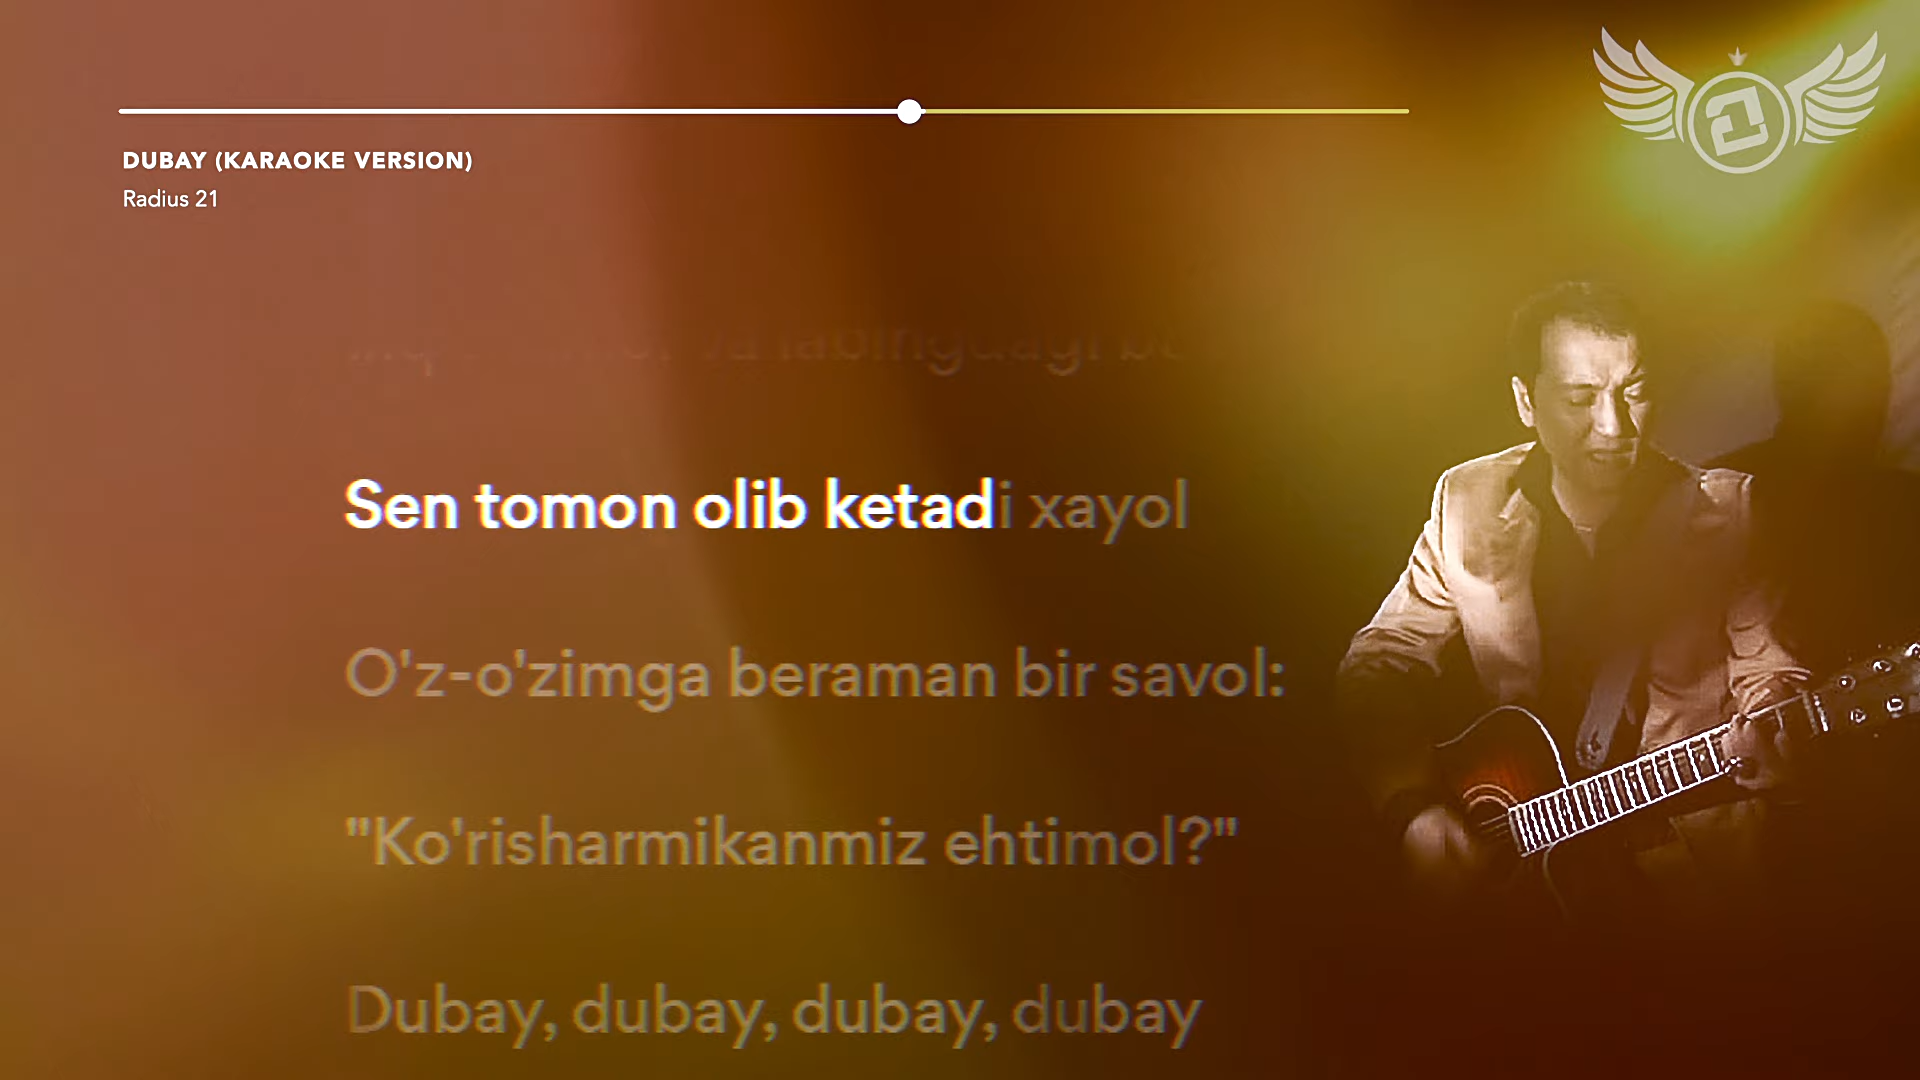 DUBAY (KARAOKE VERSION)
Radius 21
Sen tomon olib ketadi xayol
O'z-o'zimga beraman bir savol:
"Ko'risharmikanmiz ehtimol?"
Dubay, dubay, dubay, dubay